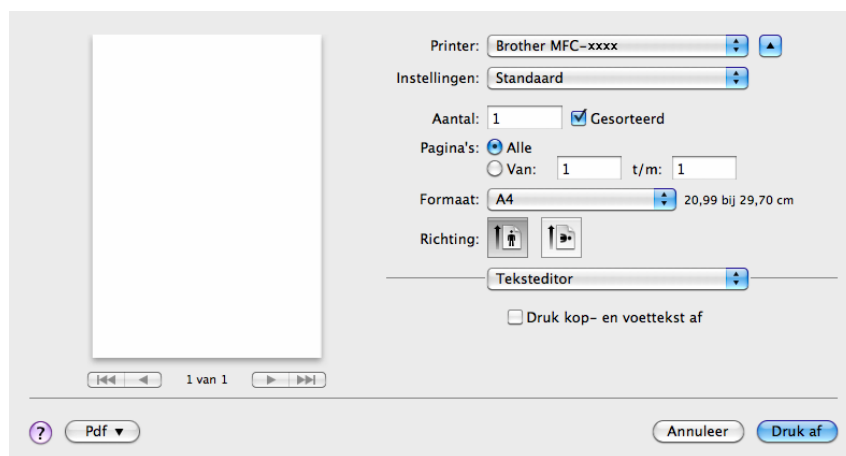 Printer: Brother MFC-xxxx
Instellingen: Standaard
Aantal: 1 Gesorteerd
Pagina's: Alle
Van: 1 t/m: 1
Formaat: A4 20,99 bij 29,70 cm
Richting:
Teksteditor
Druk kop- en voettekst af
1 van 1
? Pdf Annuleer Druk af